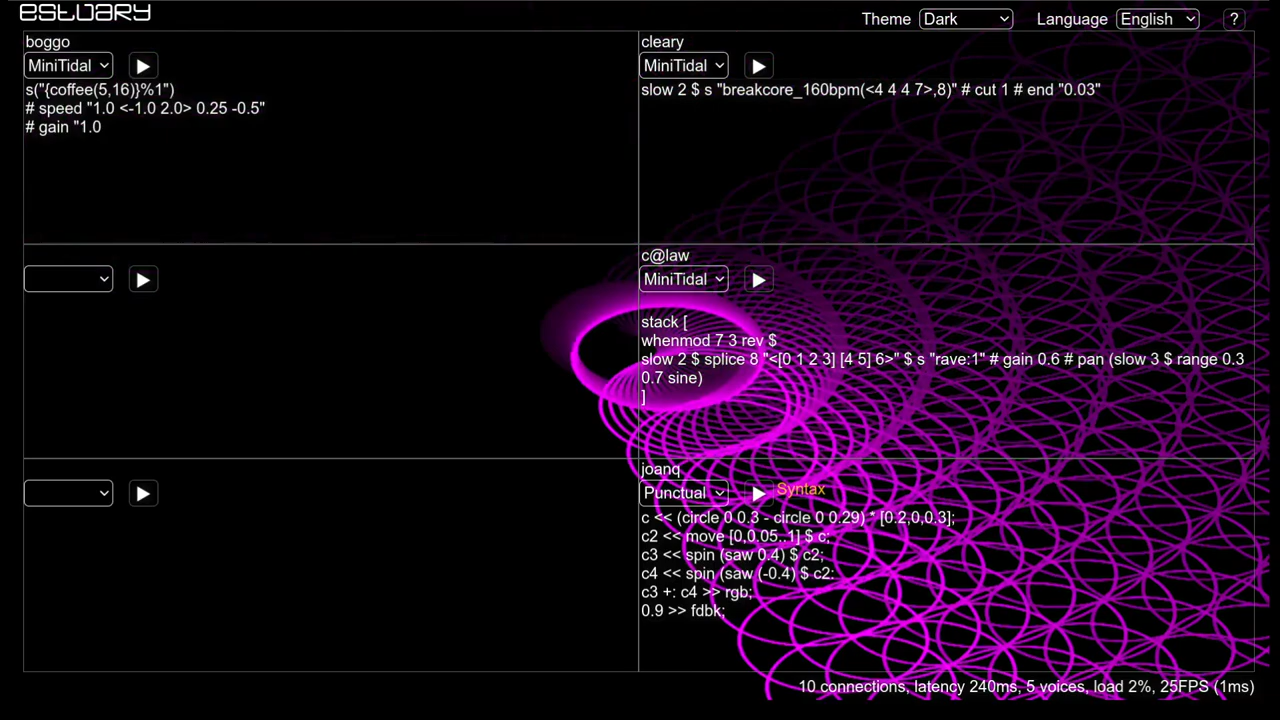 estuary
Theme Dark Language English ?
boggo
MiniTidal
s("{coffee(5,16)}%1")
# speed "1.0 <-1.0 2.0> 0.25 -0.5"
# gain "1.0
cleary
MiniTidal
slow 2 $ s "breakcore_160bpm(<4 4 4 7>,8)" # cut 1 # end "0.03"
c@law
MiniTidal
stack [
whenmod 7 3 rev $
slow 2 $ splice 8 "<[0 1 2 3] [4 5] 6>" $ s "rave:1" # gain 0.6 # pan (slow 3 $ range 0.3
0.7 sine)
]
joanq
Punctual Syntax
c << (circle 0 0.3 - circle 0 0.29) * [0.2,0,0.3];
c2 << move [0,0.05..1] $ c;
c3 << spin (saw 0.4) $ c2;
c4 << spin (saw (-0.4) $ c2:
c3 +: c4 >> rgb;
0.9 >> fdbk;
10 connections, latency 240ms, 5 voices, load 2%, 25FPS (1ms)